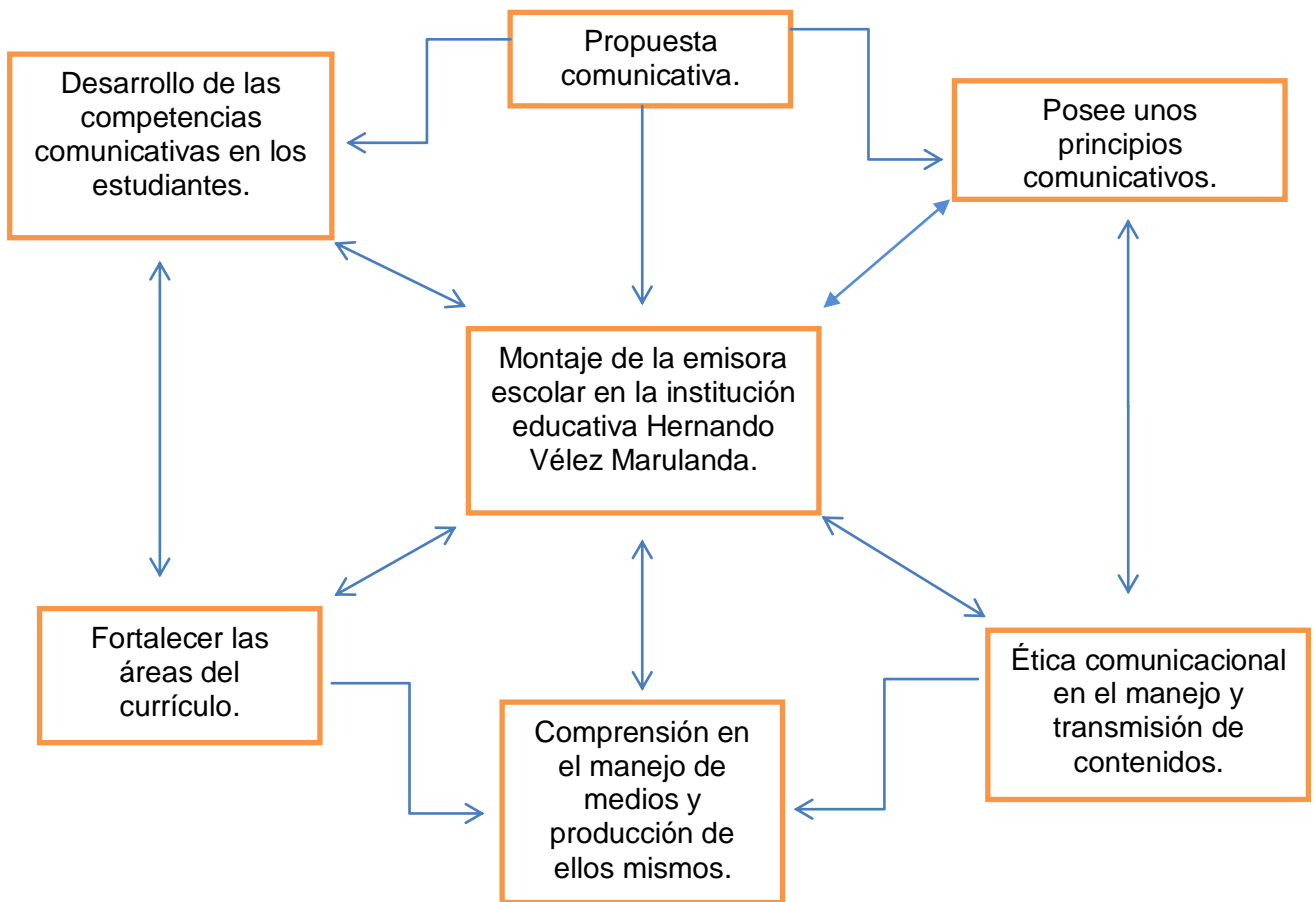 Propuesta
comunicativa.
Desarrollo de las
competencias
comunicativas en los
estudiantes.
Posee unos
principios
comunicativos.
Montaje de la emisora
escolar en la institución
educativa Hernando
Vélez Marulanda.
Fortalecer las
áreas del
currículo.
Comprensión en
el manejo de
medios y
producción de
ellos mismos.
Ética comunicacional
en el manejo y
transmisión de
contenidos.